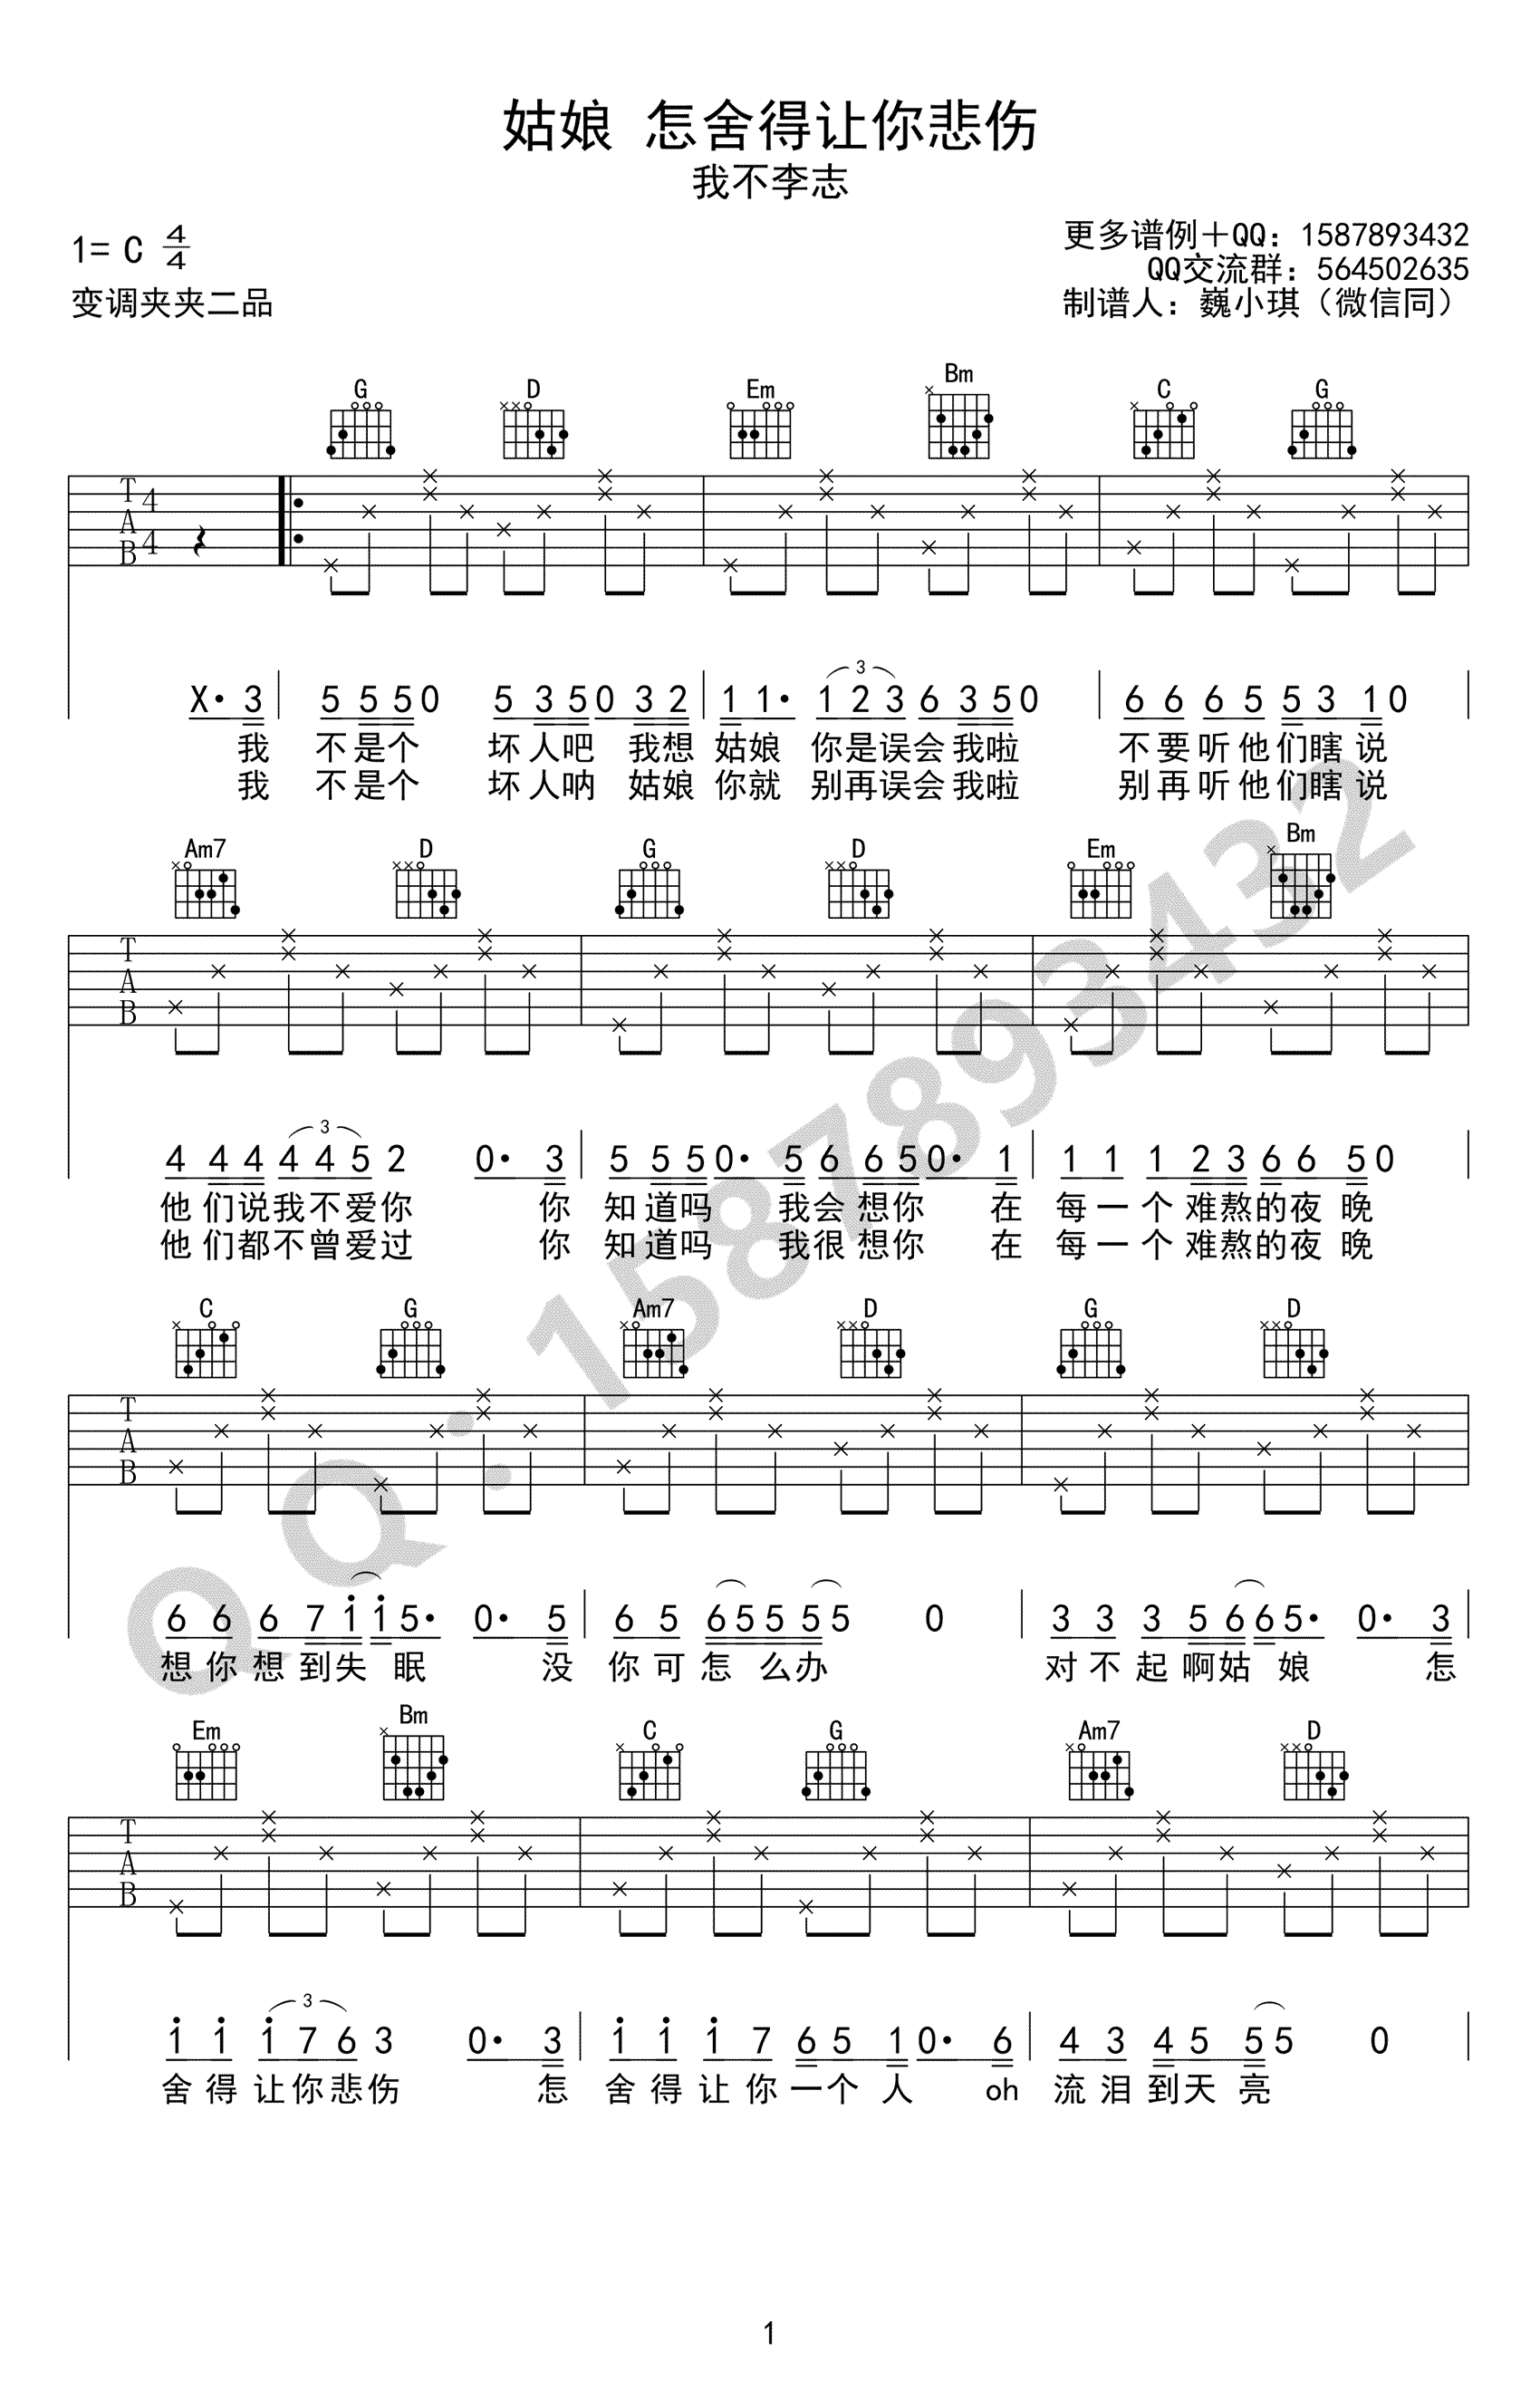 姑娘 怎舍得让你悲伤
我不李志
1= C 4/4
更多谱例＋QQ: 1587893432
QQ交流群: 564502635
变调夹夹二品
制谱人: 巍小琪（微信同）
G D Em Bm C G
T A B 4 4
3
X· 3 5 5 5 0 5 3 5 0 3 2 1 1· 1 2 3 6 3 5 0 6 6 6 5 5 3 1 0
我 不是个 坏人吧 我想 姑娘 你是误会我啦 不要听他们瞎说
我 不是个 坏人呐 姑娘 你就 别再误会我啦 别再听他们瞎说
Am7 D G D Em Bm
T A B
3
4 4 4 4 4 5 2 0· 3 5 5 5 0· 5 6 6 5 0· 1 1 1 1 2 3 6 6 5 0
他们说我不爱你 你 知道吗 我会想你 在 每一个难熬的夜晚
他们都不曾爱过 你 知道吗 我很想你 在 每一个难熬的夜晚
C G Am7 D G D
T A B
6 6 6 7 1 1 5· 0· 5 6 5 6 5 5 5 5 0 3 3 3 5 6 6 5· 0· 3
想你想到失眠 没 你可怎么办 对不起啊姑娘 怎
Em Bm C G Am7 D
T A B
3
1 1 1 7 6 3 0· 3 1 1 1 7 6 5 1 0· 6 4 3 4 5 5 5 0
舍得让你悲伤 怎 舍得让你一个人 oh 流泪到天亮
QQ:1587893432
1